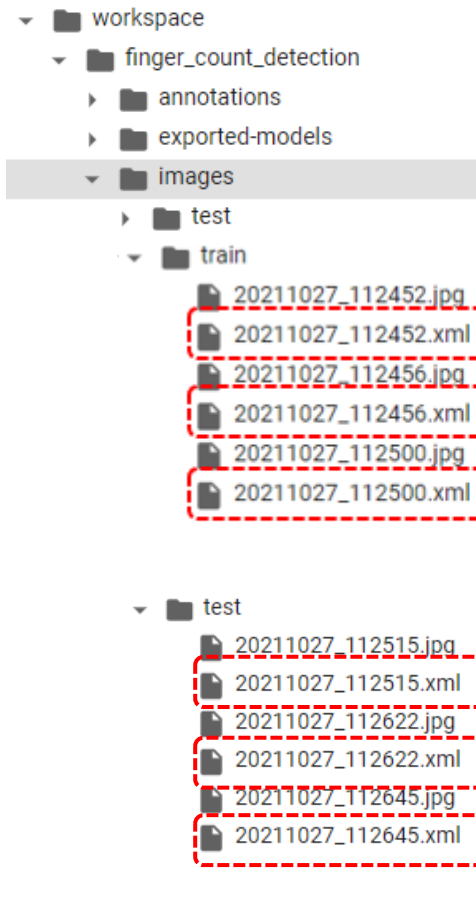 workspace
finger_count_detection
annotations
exported-models
images
test
train
20211027_112452.jpg
20211027_112452.xml
20211027_112456.jpg
20211027_112456.xml
20211027_112500.jpg
20211027_112500.xml
test
20211027_112515.jpg
20211027_112515.xml
20211027_112622.jpg
20211027_112622.xml
20211027_112645.jpg
20211027_112645.xml